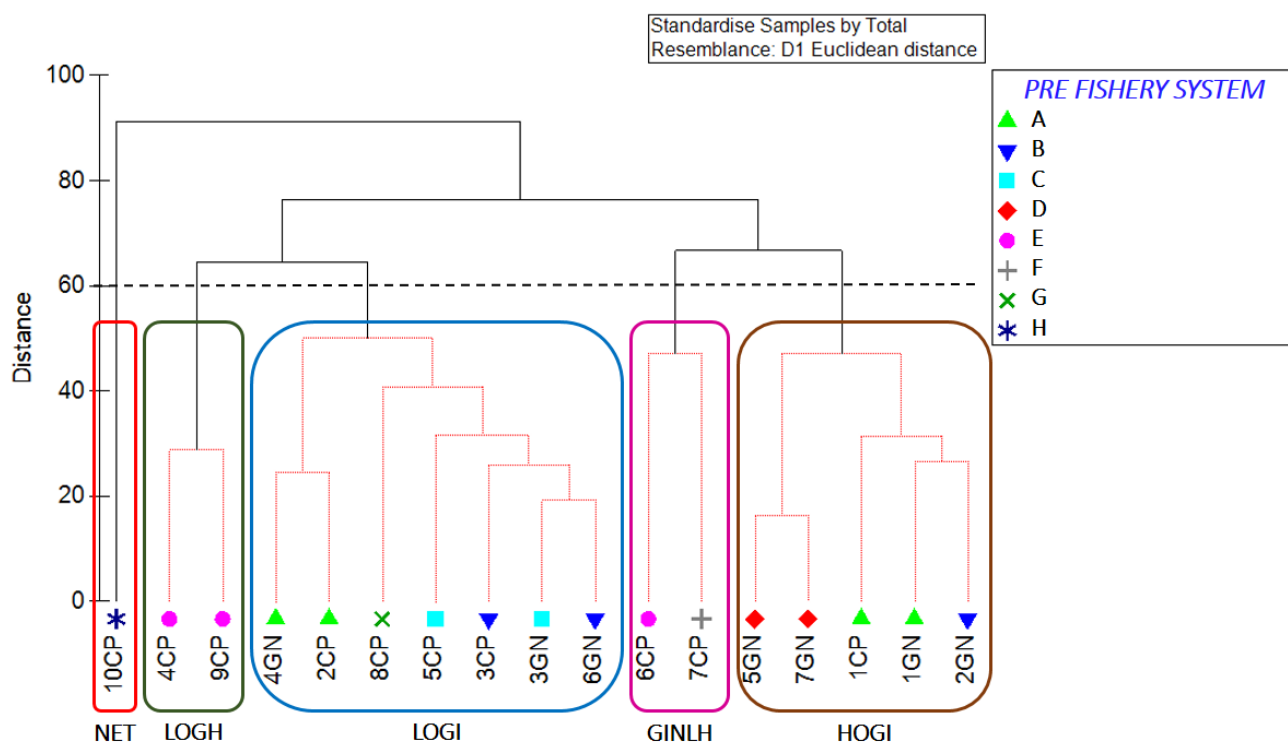 Standardise Samples by Total
Resemblance: D1 Euclidean distance
PRE FISHERY SYSTEM
A
B
C
D
E
F
G
H
100
80
60
40
20
0
Distance
10CP
4CP
9CP
4GN
2CP
8CP
5CP
3CP
3GN
6GN
6CP
7CP
5GN
7GN
1CP
1GN
2GN
NET
LOGH
LOGI
GINLH
HOGI